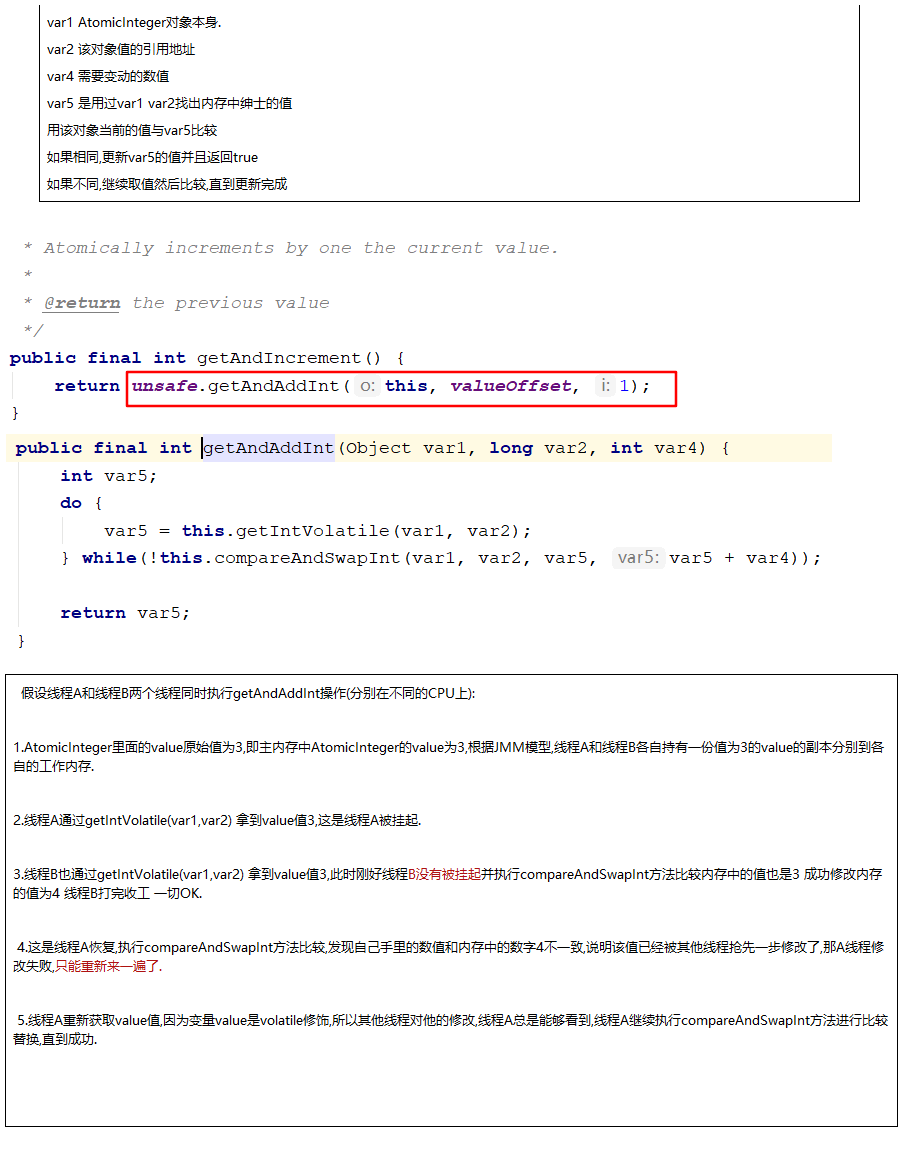 var1 AtomicInteger对象本身.
var2 该对象值的引用地址
var4 需要变动的数值
var5 是用过var1 var2找出内存中绅士的值
用该对象当前的值与var5比较
如果相同,更新var5的值并且返回true
如果不同,继续取值然后比较,直到更新完成
* Atomically increments by one the current value.
*
* @return the previous value
*/
public final int getAndIncrement() {
return unsafe.getAndAddInt( o: this, valueOffset, i: 1);
}
public final int getAndAddInt(Object var1, long var2, int var4) {
int var5;
do {
var5 = this.getIntVolatile(var1, var2);
} while(!this.compareAndSwapInt(var1, var2, var5, var5: var5 + var4));
return var5;
}
假设线程A和线程B两个线程同时执行getAndAddInt操作(分别在不同的CPU上):
1.AtomicInteger里面的value原始值为3,即主内存中AtomicInteger的value为3,根据JMM模型,线程A和线程B各自持有一份值为3的value的副本分别到各
自的工作内存.
2.线程A通过getIntVolatile(var1,var2) 拿到value值3,这是线程A被挂起.
3.线程B也通过getIntVolatile(var1,var2) 拿到value值3,此时刚好线程B没有被挂起并执行compareAndSwapInt方法比较内存中的值也是3 成功修改内存
的值为4 线程B打完收工 一切OK.
4.这是线程A恢复,执行compareAndSwapInt方法比较,发现自己手里的数值和内存中的数字4不一致,说明该值已经被其他线程抢先一步修改了,那A线程修
改失败,只能重新来一遍了.
5.线程A重新获取value值,因为变量value是volatile修饰,所以其他线程对他的修改,线程A总是能够看到,线程A继续执行compareAndSwapInt方法进行比较
替换,直到成功.